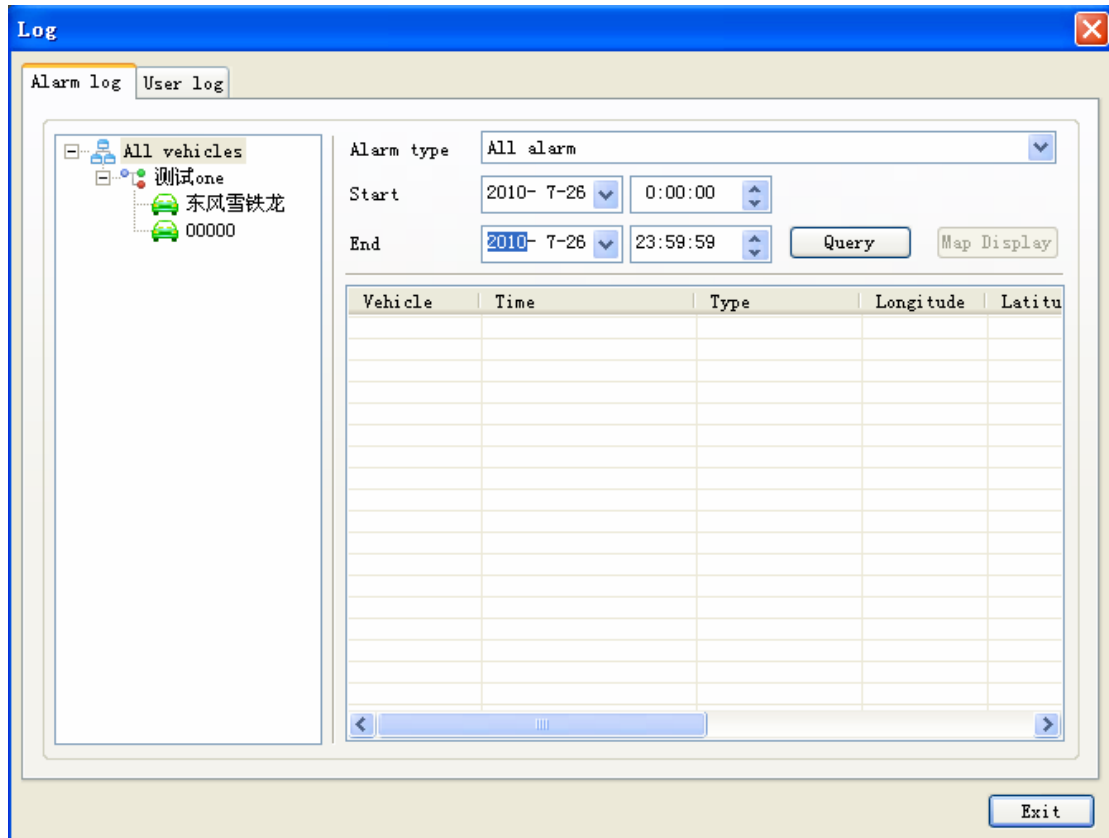 Log
Alarm log User log
All vehicles
测试one
东风雪铁龙
00000
Alarm type All alarm
Start 2010- 7-26 0:00:00
End 2010- 7-26 23:59:59 Query Map Display
Vehicle Time Type Longitude Latitu
Exit